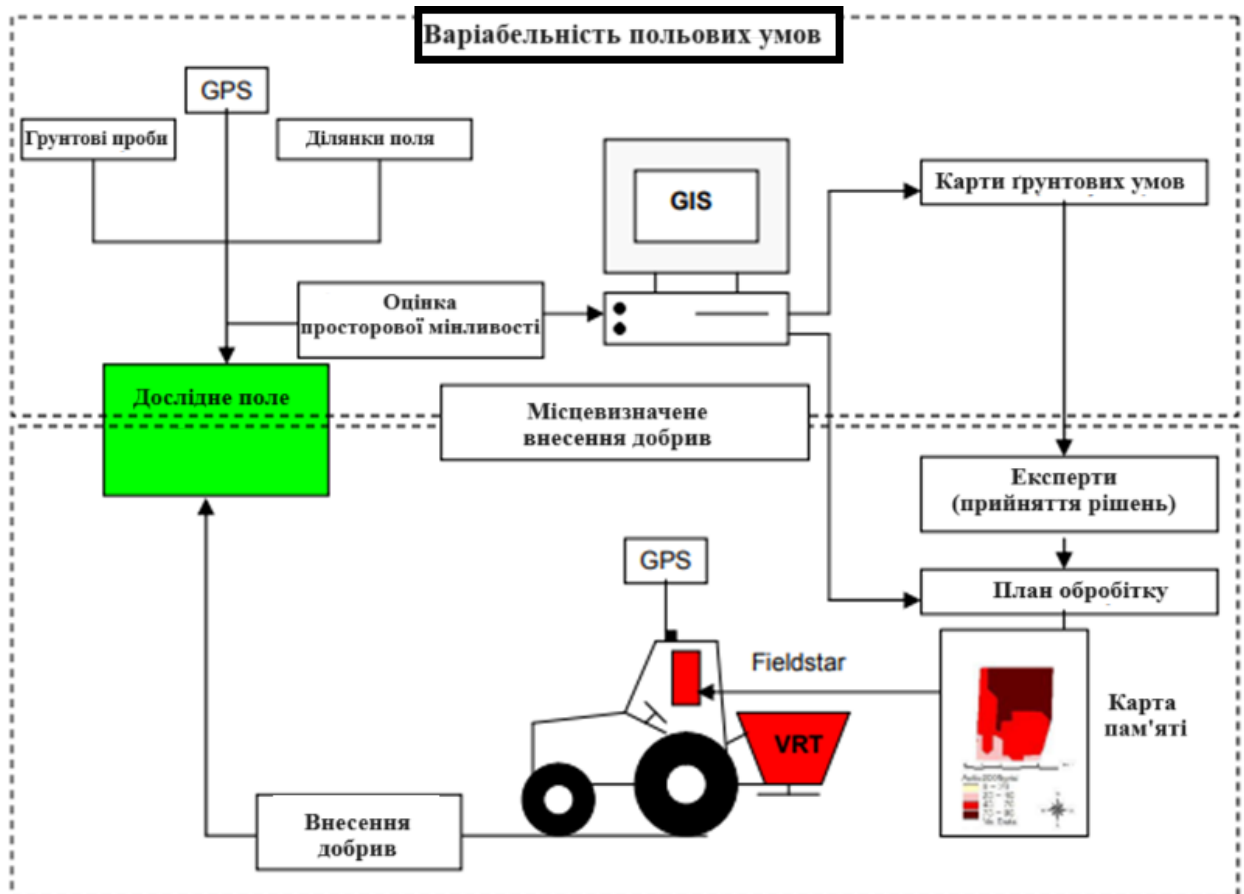 Варіабельність польових умов
GPS
Грунтові проби
Ділянки поля
GIS
Карти ґрунтових умов
Оцінка
просторової мінливості
Дослідне поле
Місцевизначене
внесення добрив
Експерти
(прийняття рішень)
GPS
План обробітку
Fieldstar
Карта
пам'яті
VRT
Внесення
добрив